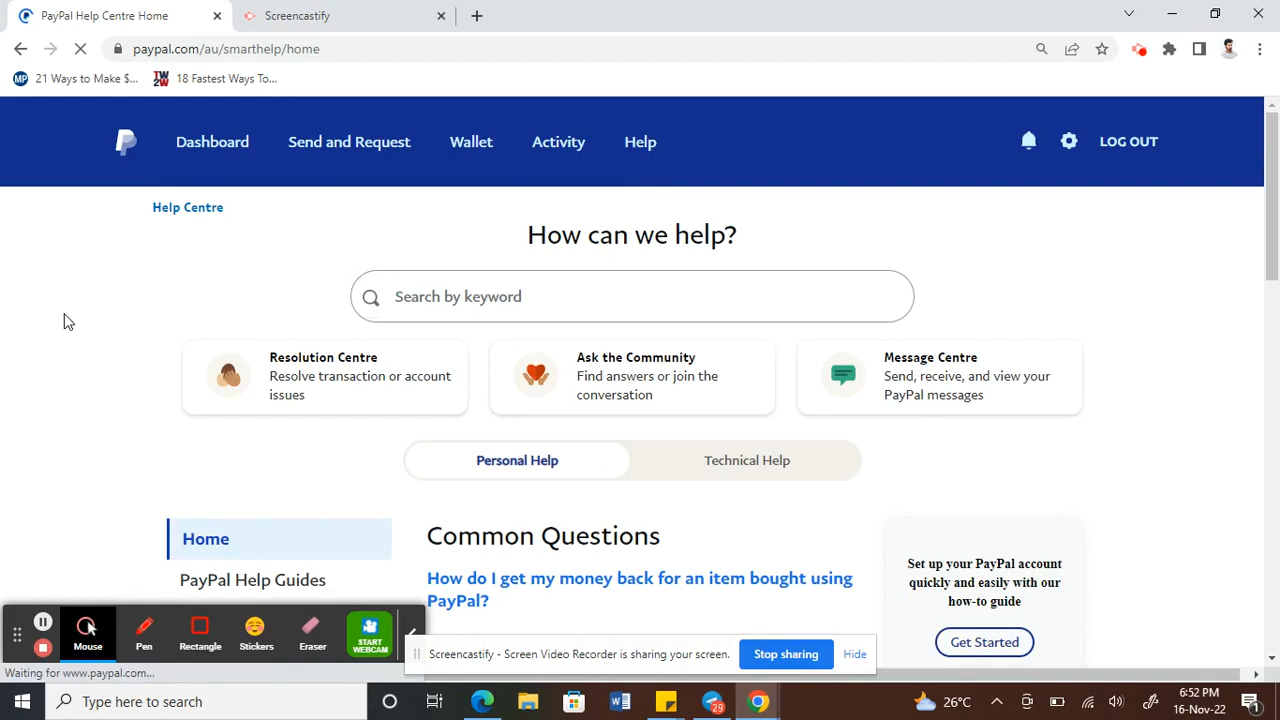 PayPal Help Centre Home
Screencastify
paypal.com/au/smarthelp/home
MP 21 Ways to Make $...
TW 2W 18 Fastest Ways To...
Dashboard Send and Request Wallet Activity Help LOG OUT
Help Centre
How can we help?
Search by keyword
Resolution Centre
Resolve transaction or account
issues
Ask the Community
Find answers or join the
conversation
Message Centre
Send, receive, and view your
PayPal messages
Personal Help Technical Help
Home
PayPal Help Guides
Common Questions
How do I get my money back for an item bought using
PayPal?
Set up your PayPal account
quickly and easily with our
how-to guide
Get Started
Mouse Pen Rectangle Stickers Eraser
START
WEBCAM
Screencastify - Screen Video Recorder is sharing your screen. Stop sharing Hide
Waiting for www.paypal.com...
Type here to search
29
26°C
6:52 PM
16-Nov-22
1